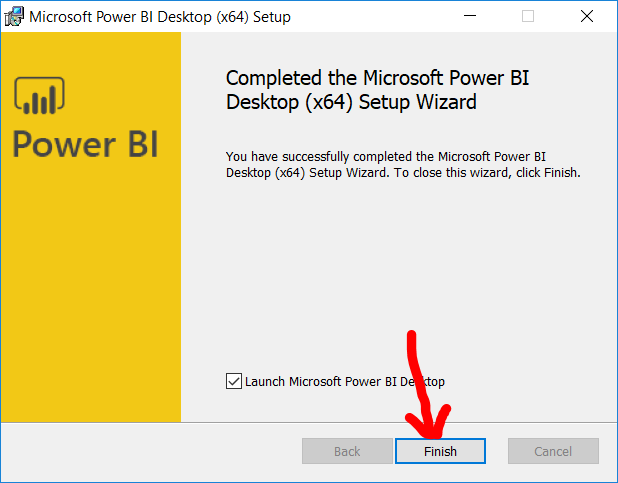 Microsoft Power BI Desktop (x64) Setup
Power BI
Completed the Microsoft Power BI
Desktop (x64) Setup Wizard
You have successfully completed the Microsoft Power BI
Desktop (x64) Setup Wizard. To close this wizard, click Finish.
Launch Microsoft Power BI Desktop
Back
Finish
Cancel